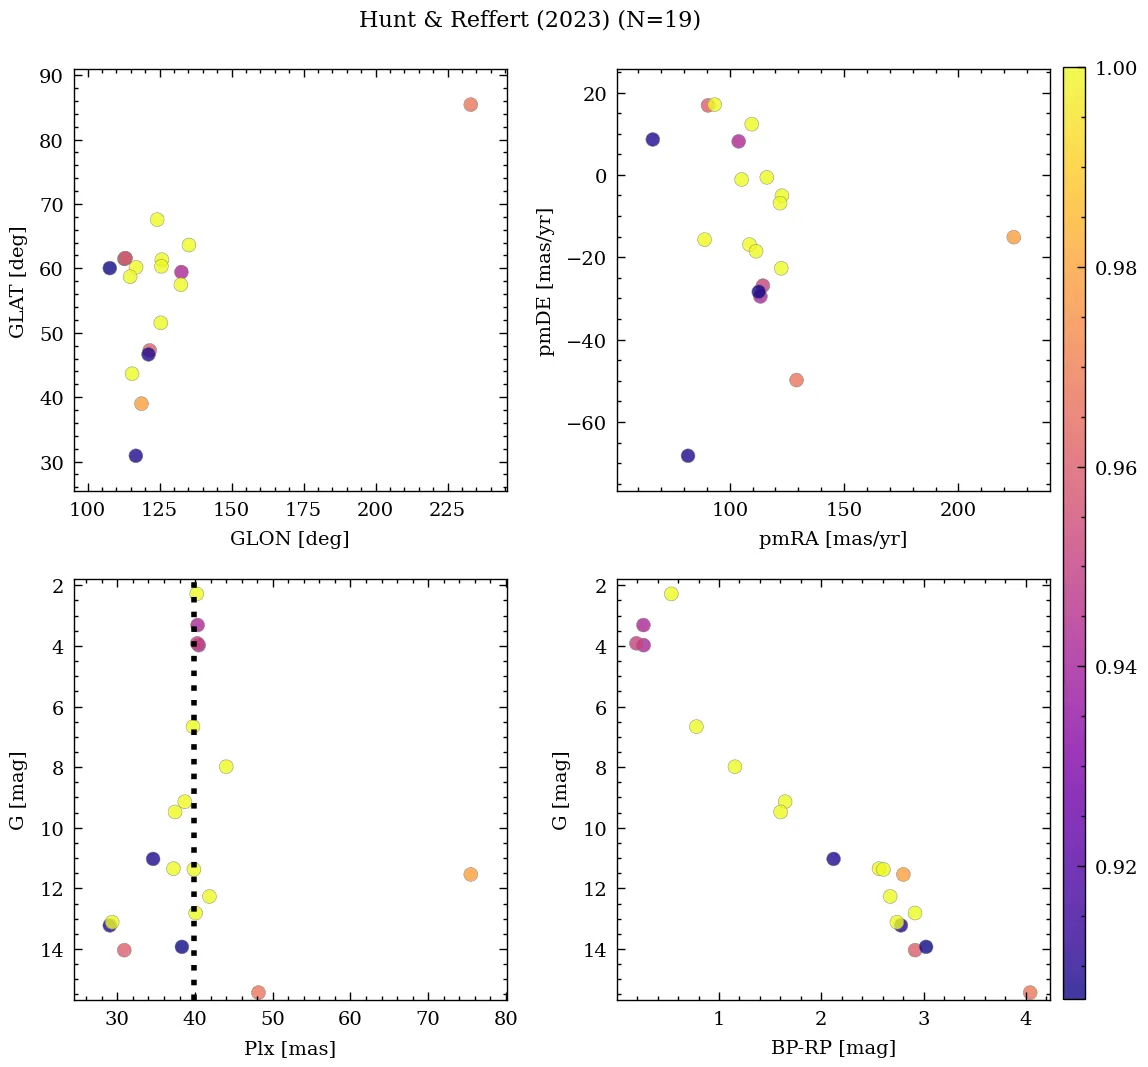 Hunt & Reffert (2023) (N=19)
90
80
70
60
50
40
30
GLAT [deg]
100 125 150 175 200 225
GLON [deg]
20
0
−20
−40
−60
pmDE [mas/yr]
100 150 200
pmRA [mas/yr]
1.00
0.98
0.96
0.94
0.92
2
4
6
8
10
12
14
G [mag]
30 40 50 60 70 80
Plx [mas]
2
4
6
8
10
12
14
G [mag]
1 2 3 4
BP-RP [mag]